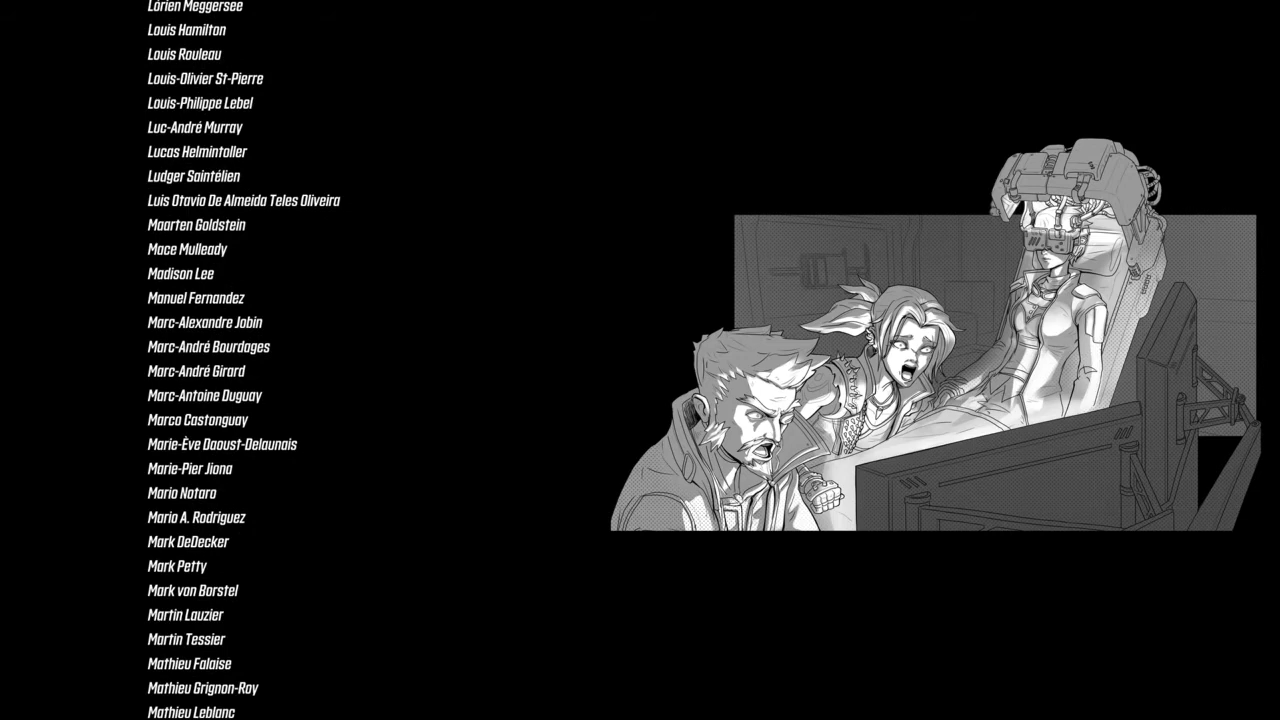 Lórien Meggersee
Louis Hamilton
Louis Rouleau
Louis-Olivier St-Pierre
Louis-Philippe Lebel
Luc-André Murray
Lucas Helmintoller
Ludger Saintélien
Luis Otavio De Almeida Teles Oliveira
Maarten Goldstein
Mace Mulleady
Madison Lee
Manuel Fernandez
Marc-Alexandre Jobin
Marc-André Bourdages
Marc-André Girard
Marc-Antoine Duguay
Marco Castonguay
Marie-Ève Daoust-Delaunais
Marie-Pier Jiona
Mario Notaro
Mario A. Rodriguez
Mark DeDecker
Mark Petty
Mark von Borstel
Martin Lauzier
Martin Tessier
Mathieu Falaise
Mathieu Grignon-Roy
Mathieu Leblanc